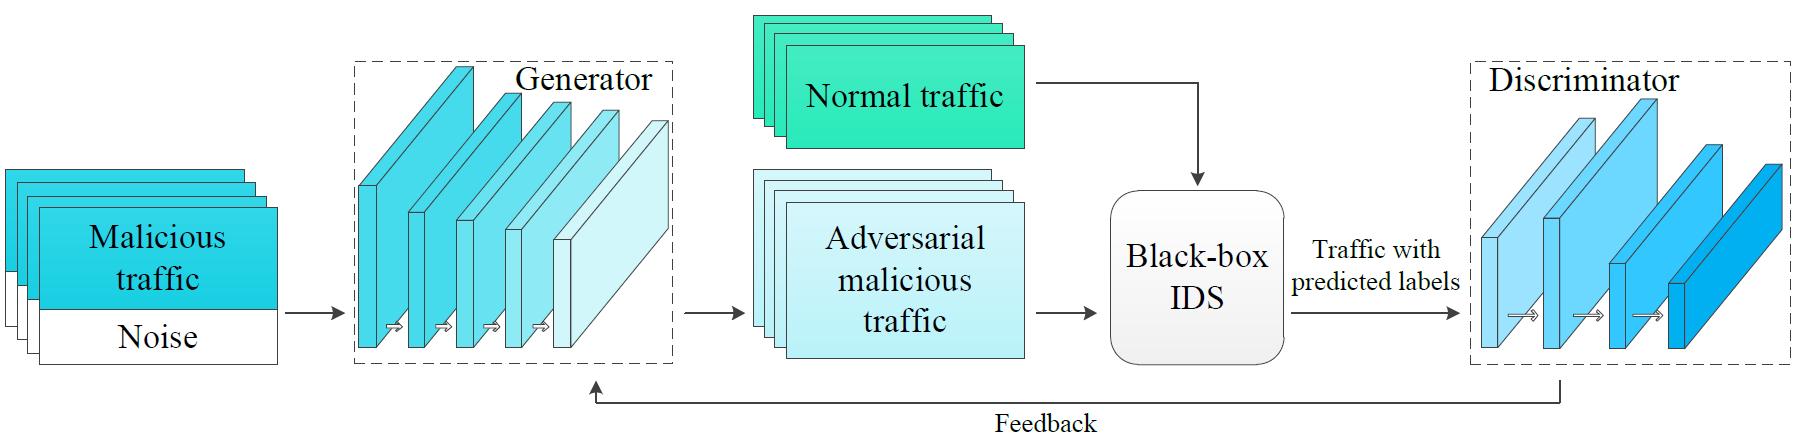 Malicious
traffic
Noise
Generator
Normal traffic
Adversarial
malicious
traffic
Black-box
IDS
Traffic with
predicted labels
Discriminator
Feedback